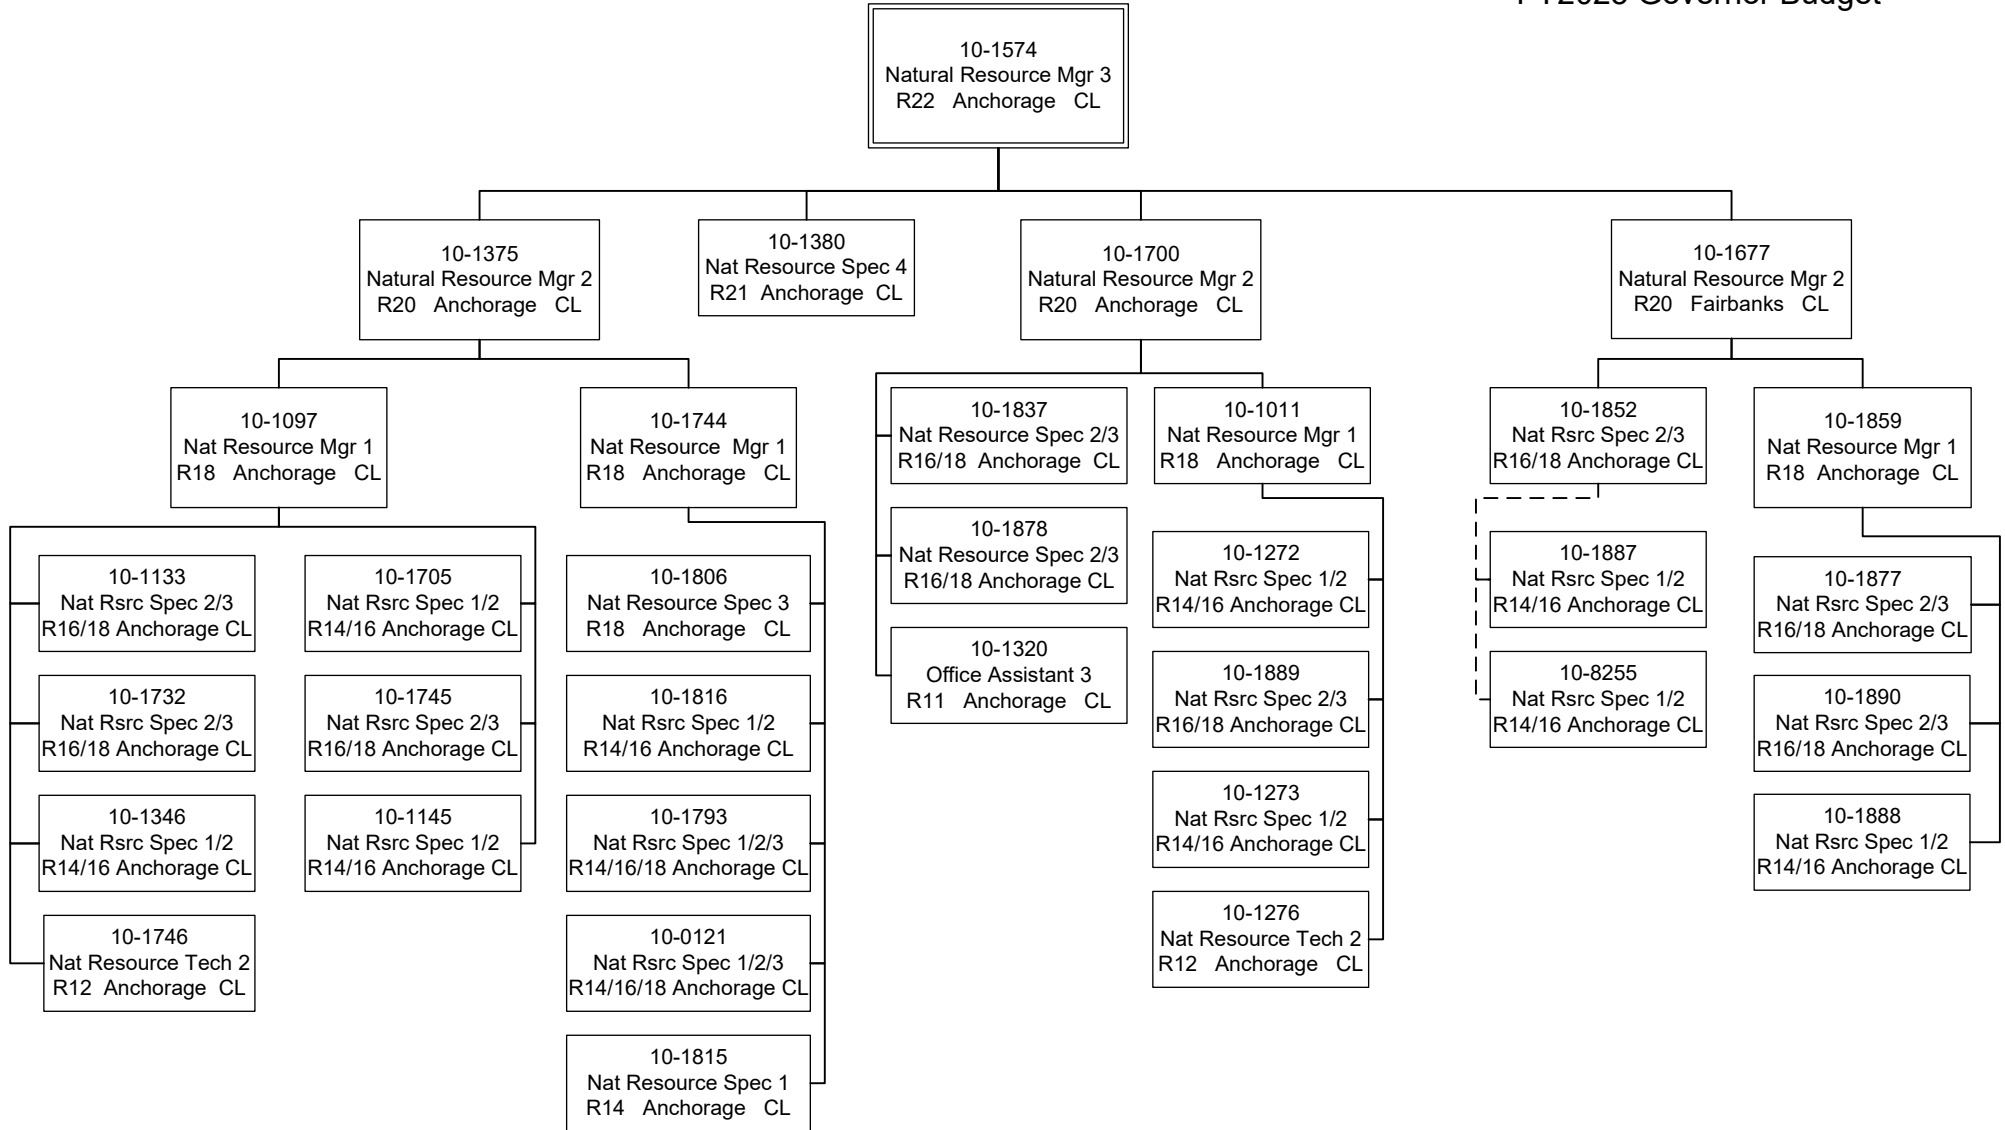 Governor Budget
10-1574
Natural Resource Mgr 3
R22 Anchorage CL
10-1375
Natural Resource Mgr 2
R20 Anchorage CL
10-1380
Nat Resource Spec 4
R21 Anchorage CL
10-1700
Natural Resource Mgr 2
R20 Anchorage CL
10-1677
Natural Resource Mgr 2
R20 Fairbanks CL
10-1097
Nat Resource Mgr 1
R18 Anchorage CL
10-1744
Nat Resource Mgr 1
R18 Anchorage CL
10-1837
Nat Resource Spec 2/3
R16/18 Anchorage CL
10-1011
Nat Resource Mgr 1
R18 Anchorage CL
10-1852
Nat Rsrc Spec 2/3
R16/18 Anchorage CL
10-1859
Nat Resource Mgr 1
R18 Anchorage CL
10-1133
Nat Rsrc Spec 2/3
R16/18 Anchorage CL
10-1705
Nat Rsrc Spec 1/2
R14/16 Anchorage CL
10-1806
Nat Resource Spec 3
R18 Anchorage CL
10-1878
Nat Resource Spec 2/3
R16/18 Anchorage CL
10-1272
Nat Rsrc Spec 1/2
R14/16 Anchorage CL
10-1887
Nat Rsrc Spec 1/2
R14/16 Anchorage CL
10-1877
Nat Rsrc Spec 2/3
R16/18 Anchorage CL
10-1732
Nat Rsrc Spec 2/3
R16/18 Anchorage CL
10-1745
Nat Rsrc Spec 2/3
R16/18 Anchorage CL
10-1816
Nat Rsrc Spec 1/2
R14/16 Anchorage CL
10-1320
Office Assistant 3
R11 Anchorage CL
10-1889
Nat Rsrc Spec 2/3
R16/18 Anchorage CL
10-8255
Nat Rsrc Spec 1/2
R14/16 Anchorage CL
10-1890
Nat Rsrc Spec 2/3
R16/18 Anchorage CL
10-1346
Nat Rsrc Spec 1/2
R14/16 Anchorage CL
10-1145
Nat Rsrc Spec 1/2
R14/16 Anchorage CL
10-1793
Nat Rsrc Spec 1/2/3
R14/16/18 Anchorage CL
10-1273
Nat Rsrc Spec 1/2
R14/16 Anchorage CL
10-1888
Nat Rsrc Spec 1/2
R14/16 Anchorage CL
10-1746
Nat Resource Tech 2
R12 Anchorage CL
10-0121
Nat Rsrc Spec 1/2/3
R14/16/18 Anchorage CL
10-1276
Nat Resource Tech 2
R12 Anchorage CL
10-1815
Nat Resource Spec 1
R14 Anchorage CL